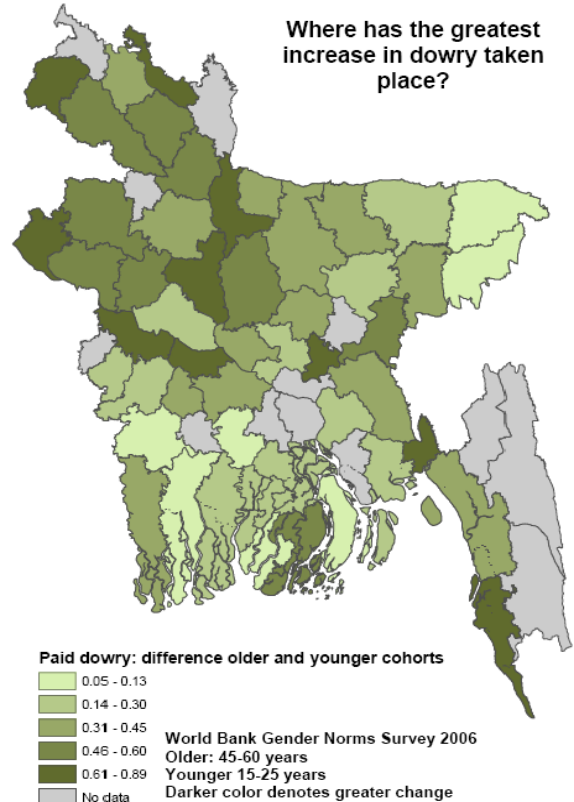 Where has the greatest
increase in dowry taken
place?
Paid dowry: difference older and younger cohorts
0.05 - 0.13
0.14 - 0.30
0.31 - 0.45
0.46 - 0.60
0.61 - 0.89
No data
World Bank Gender Norms Survey 2006
Older: 45-60 years
Younger 15-25 years
Darker color denotes greater change